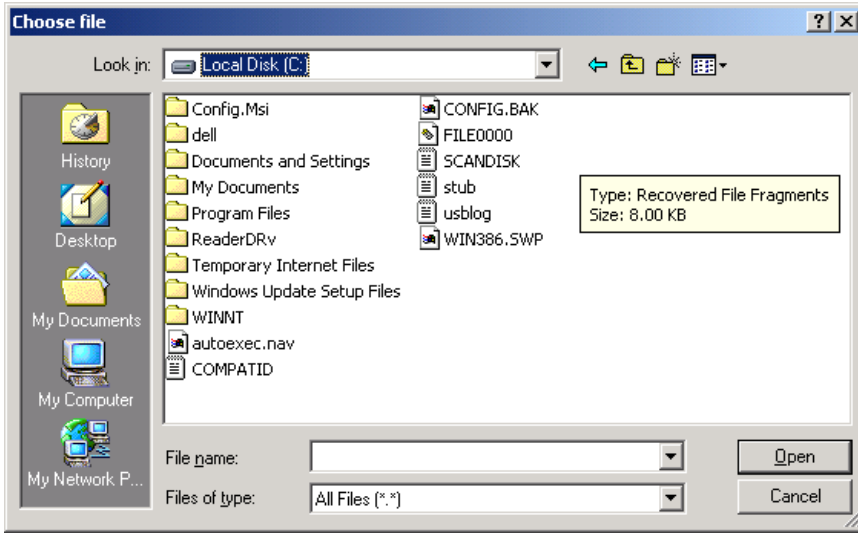 Choose file
Look in:
Local Disk (C:)
History
Desktop
My Documents
My Computer
My Network P...
Config.Msi
dell
Documents and Settings
My Documents
Program Files
ReaderDRv
Temporary Internet Files
Windows Update Setup Files
WINNT
autoexec.nav
COMPATID
CONFIG.BAK
FILE0000
SCANDISK
stub
usblog
WIN386.SWP
Type: Recovered File Fragments
Size: 8.00 KB
File name:
Open
Files of type:
All Files (*.*)
Cancel